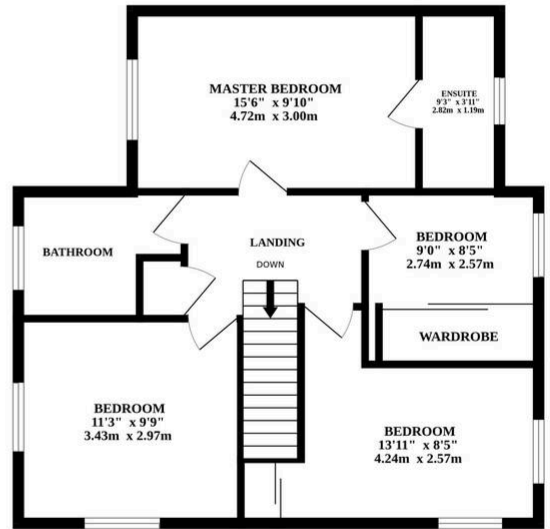 MASTER BEDROOM
15'6" x 9'10"
4.72m x 3.00m
ENSUITE
9'3" x 3'11"
2.82m x 1.19m
BATHROOM
LANDING
DOWN
BEDROOM
9'0" x 8'5"
2.74m x 2.57m
WARDROBE
BEDROOM
11'3" x 9'9"
3.43m x 2.97m
BEDROOM
13'11" x 8'5"
4.24m x 2.57m